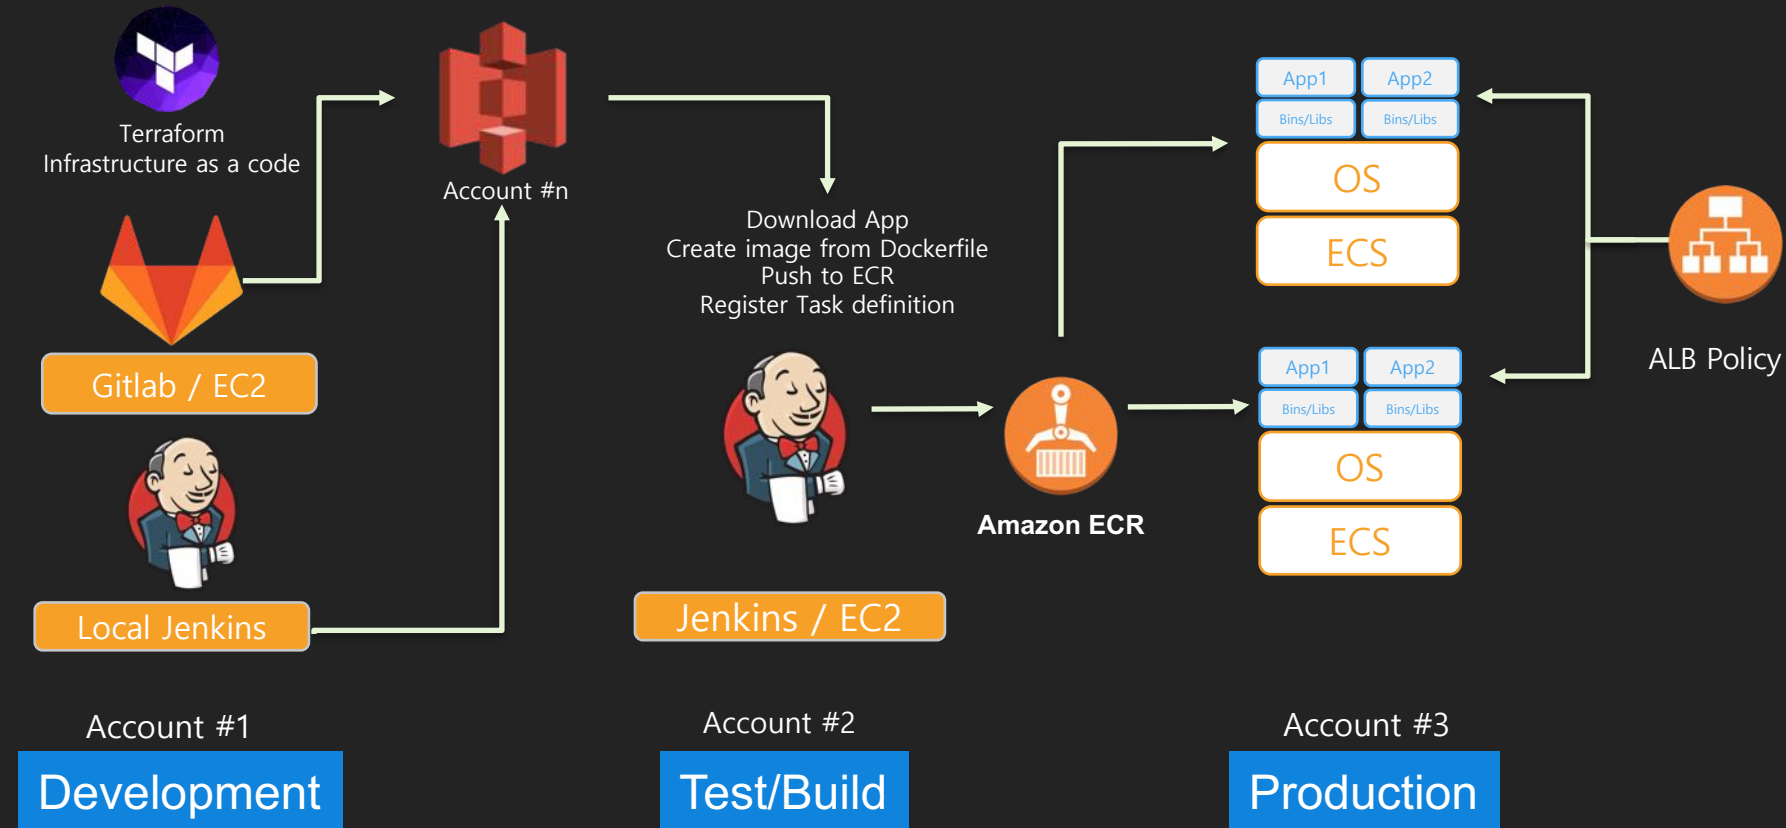 Terraform
Infrastructure as a code
Gitlab / EC2
Local Jenkins
Account #1
Development
Account #n
Download App
Create image from Dockerfile
Push to ECR
Register Task definition
Amazon ECR
Jenkins / EC2
Account #2
Test/Build
App1 App2
Bins/Libs Bins/Libs
OS
ECS
App1 App2
Bins/Libs Bins/Libs
OS
ECS
ALB Policy
Account #3
Production